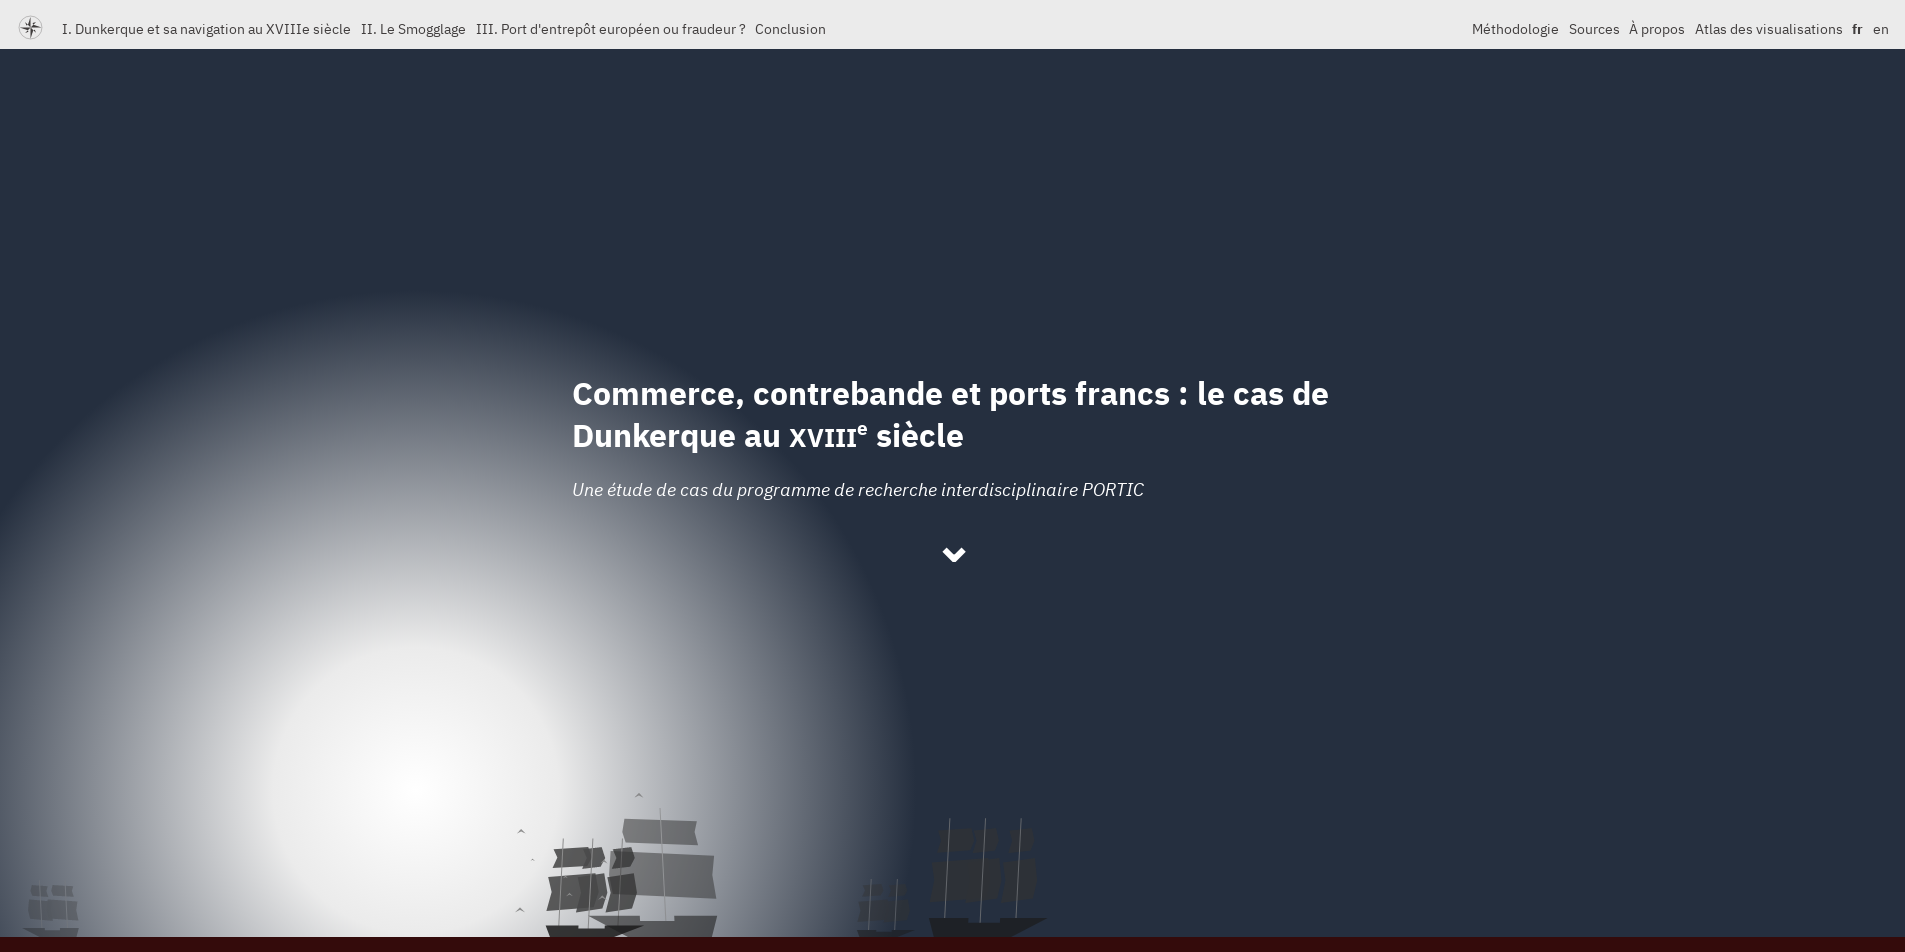 I. Dunkerque et sa navigation au XVIIIe siècle II. Le Smogglage III. Port d'entrepôt européen ou fraudeur ? Conclusion Méthodologie Sources À propos Atlas des visualisations fr en
Commerce, contrebande et ports francs : le cas de
Dunkerque au XVIIIe siècle
Une étude de cas du programme de recherche interdisciplinaire PORTIC